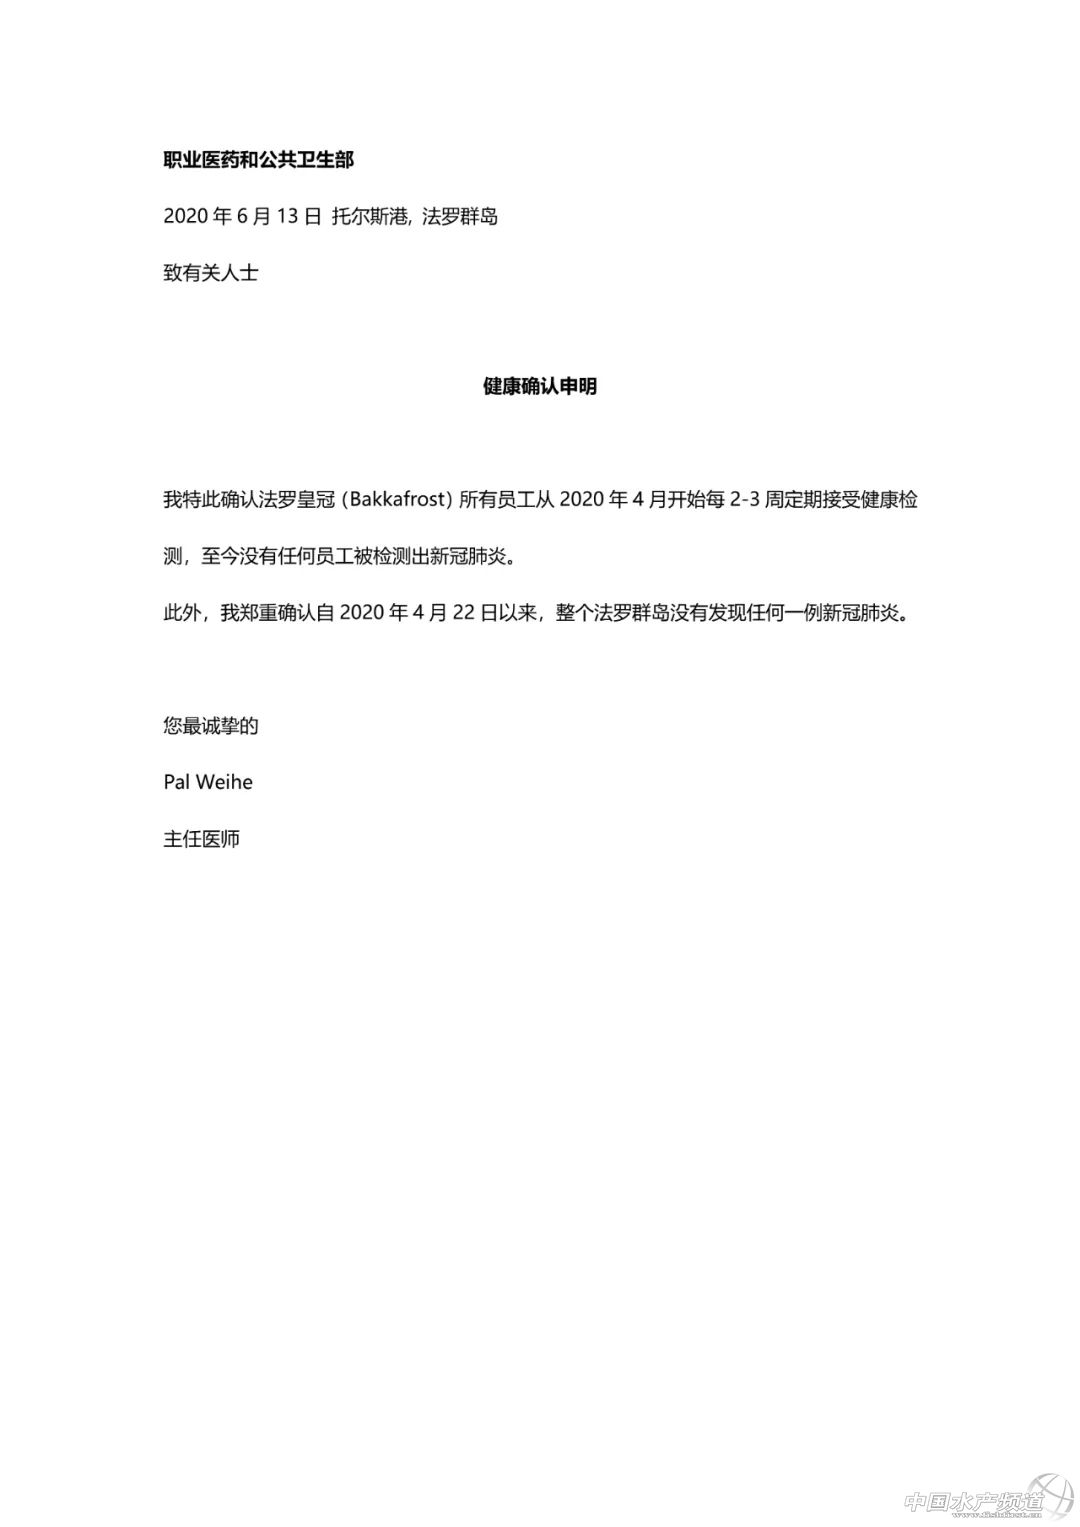 职业医药和公共卫生部
2020 年 6 月 13 日 托尔斯港, 法罗群岛
致有关人士
健康确认申明
我特此确认法罗皇冠（Bakkafrost）所有员工从 2020 年 4 月开始每 2-3 周定期接受健康检
测，至今没有任何员工被检测出新冠肺炎。
此外，我郑重确认自 2020 年 4 月 22 日以来，整个法罗群岛没有发现任何一例新冠肺炎。
您最诚挚的
Pal Weihe
主任医师
中国水产频道
www.fishfirst.cn